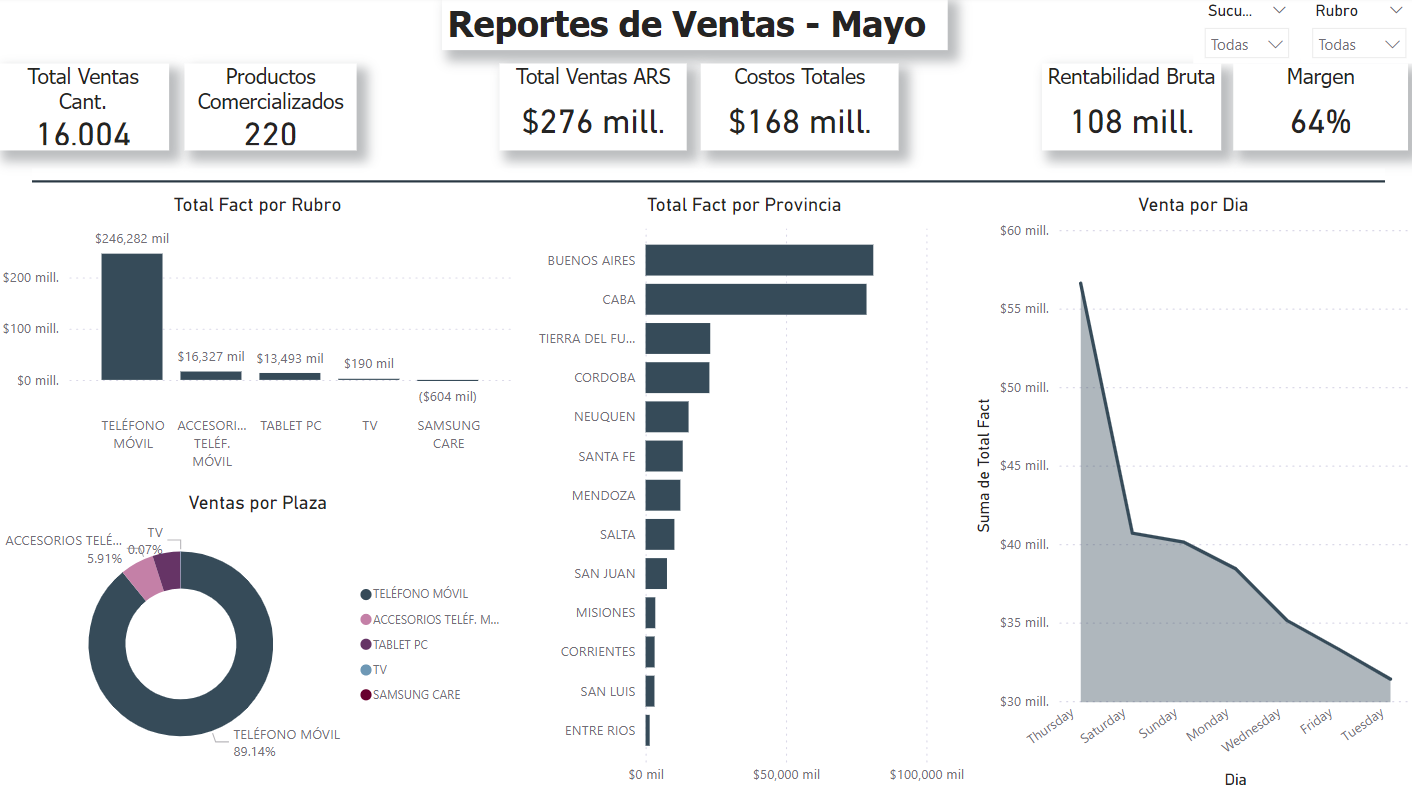 Reportes de Ventas - Mayo
Sucu...
Rubro
Todas
Todas
Total Ventas
Cant.
16.004
Productos
Comercializados
220
Total Ventas ARS
$276 mill.
Costos Totales
$168 mill.
Rentabilidad Bruta
108 mill.
Margen
64%
Total Fact por Rubro
$246,282 mil
$200 mill.
$16,327 mil
$13,493 mil
$190 mil
$100 mill.
$0 mill.
($604 mil)
TELÉFONO
MÓVIL
ACCESORI...
TELÉF.
MÓVIL
TABLET PC
TV
SAMSUNG
CARE
Ventas por Plaza
ACCESORIOS TELÉ...
5.91%
TV
0.07%
TELÉFONO MÓVIL
89.14%
TELÉFONO MÓVIL
ACCESORIOS TELÉF. M...
TABLET PC
TV
SAMSUNG CARE
Total Fact por Provincia
BUENOS AIRES
CABA
TIERRA DEL FU...
CORDOBA
NEUQUEN
SANTA FE
MENDOZA
SALTA
SAN JUAN
MISIONES
CORRIENTES
SAN LUIS
ENTRE RIOS
$0 mil
$50,000 mil
$100,000 mil
Venta por Dia
Suma de Total Fact
$60 mill.
$55 mill.
$50 mill.
$45 mill.
$40 mill.
$35 mill.
$30 mill.
Thursday
Saturday
Sunday
Monday
Wednesday
Friday
Tuesday
Dia